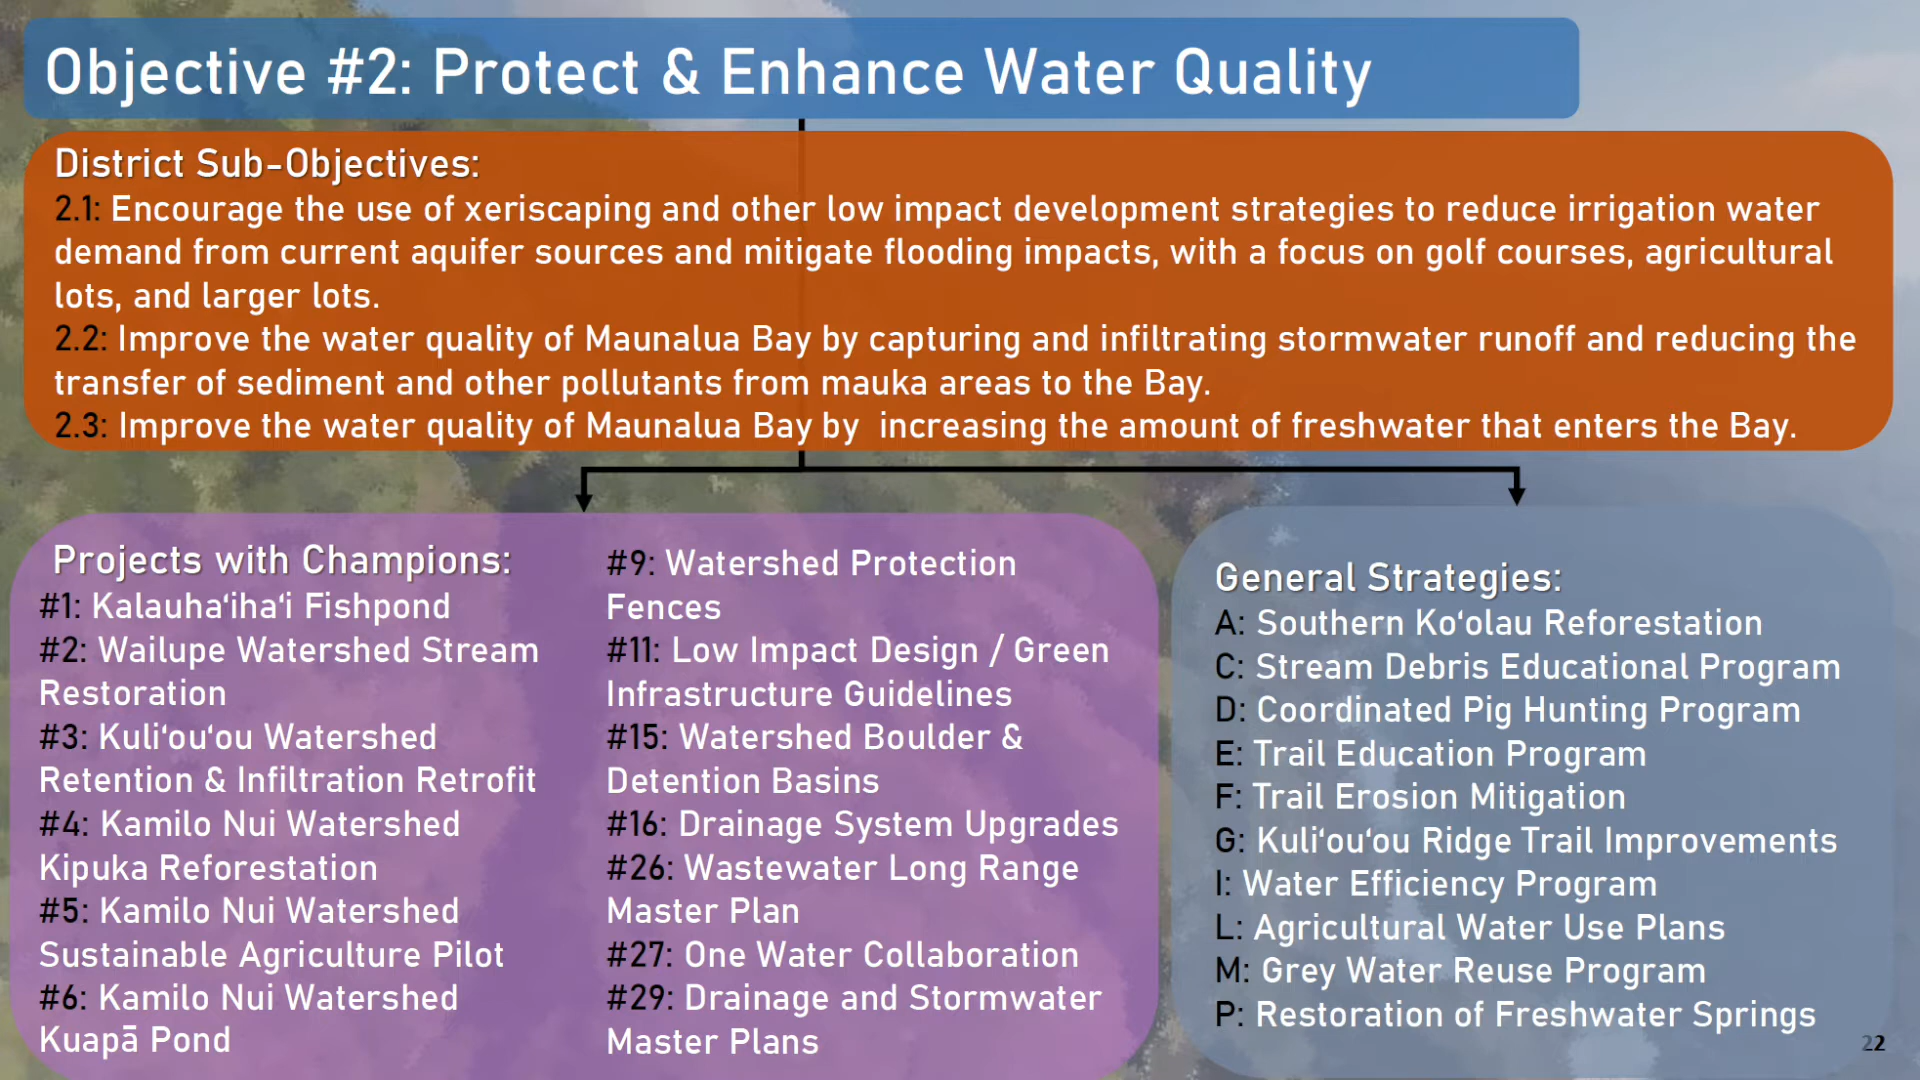 Objective #2: Protect & Enhance Water Quality
District Sub-Objectives:
2.1: Encourage the use of xeriscaping and other low impact development strategies to reduce irrigation water
demand from current aquifer sources and mitigate flooding impacts, with a focus on golf courses, agricultural
lots, and larger lots.
2.2: Improve the water quality of Maunalua Bay by capturing and infiltrating stormwater runoff and reducing the
transfer of sediment and other pollutants from mauka areas to the Bay.
2.3: Improve the water quality of Maunalua Bay by  increasing the amount of freshwater that enters the Bay.
Projects with Champions:
#1: Kalauhaʻihaʻi Fishpond
#2: Wailupe Watershed Stream
Restoration
#3: Kuliʻouʻou Watershed
Retention & Infiltration Retrofit
#4: Kamilo Nui Watershed
Kipuka Reforestation
#5: Kamilo Nui Watershed
Sustainable Agriculture Pilot
#6: Kamilo Nui Watershed
Kuapā Pond
#9: Watershed Protection
Fences
#11: Low Impact Design / Green
Infrastructure Guidelines
#15: Watershed Boulder &
Detention Basins
#16: Drainage System Upgrades
#26: Wastewater Long Range
Master Plan
#27: One Water Collaboration
#29: Drainage and Stormwater
Master Plans
General Strategies:
A: Southern Koʻolau Reforestation
C: Stream Debris Educational Program
D: Coordinated Pig Hunting Program
E: Trail Education Program
F: Trail Erosion Mitigation
G: Kuliʻouʻou Ridge Trail Improvements
I: Water Efficiency Program
L: Agricultural Water Use Plans
M: Grey Water Reuse Program
P: Restoration of Freshwater Springs
22